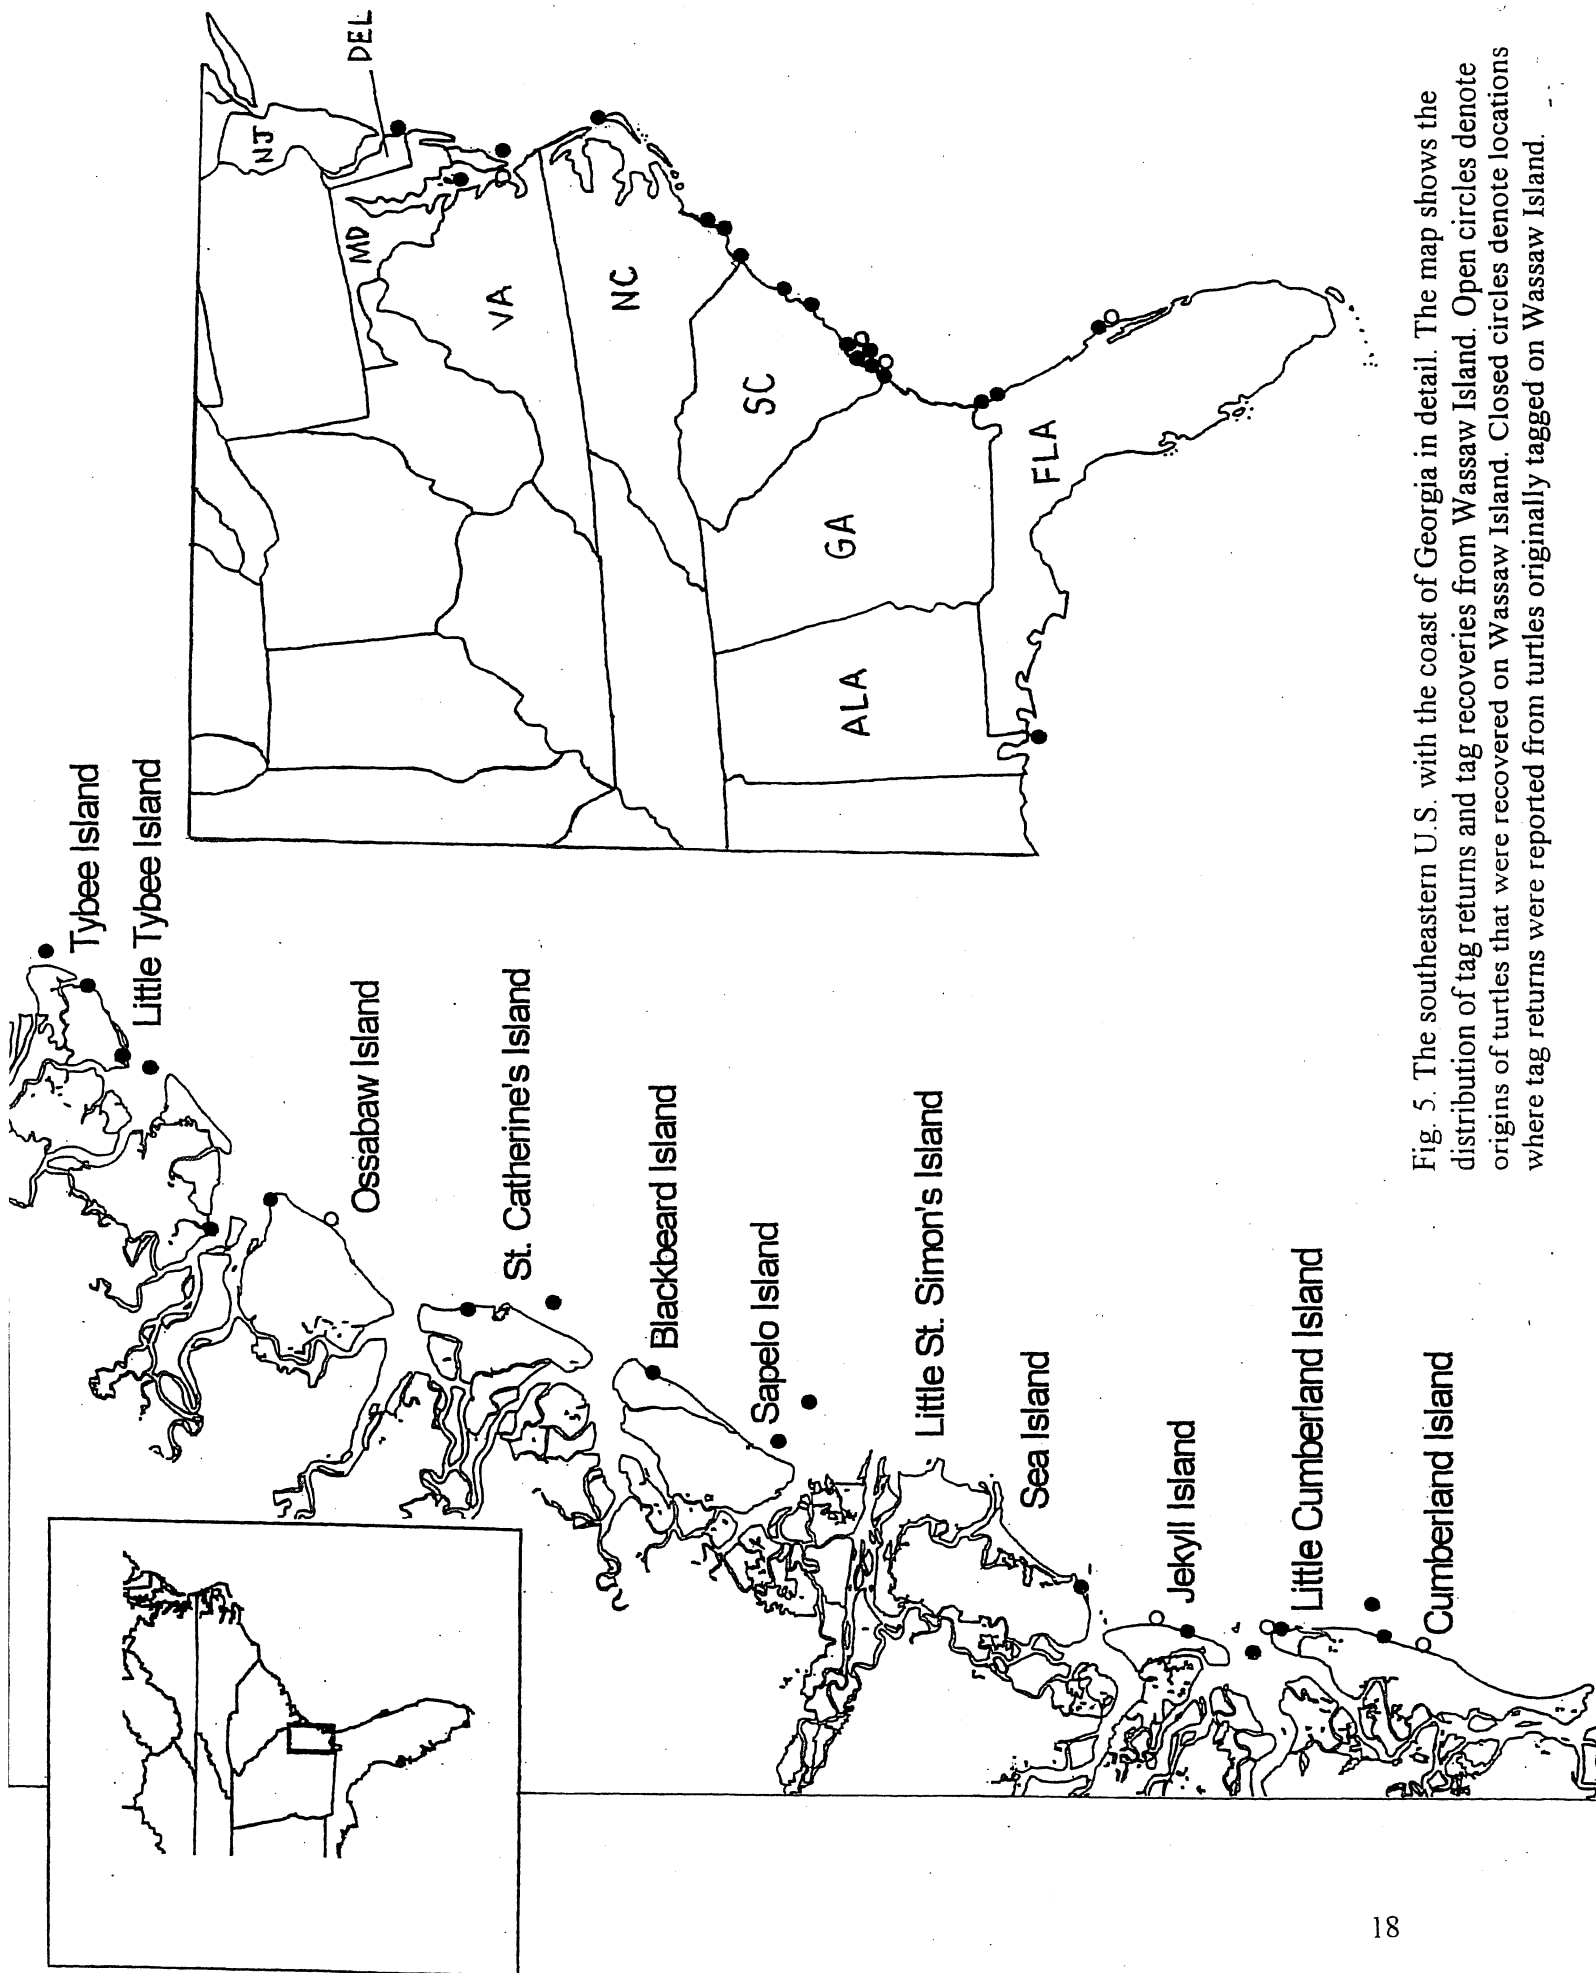 Tybee Island
Little Tybee Island
Ossabaw Island
St. Catherine's Island
Blackbeard Island
Sapelo Island
Little St. Simon's Island
Sea Island
Jekyll Island
Little Cumberland Island
Cumberland Island
DEL
NJ
MD
VA
NC
SC
GA
ALA
FLA
Fig. 5. The southeastern U.S. with the coast of Georgia in detail. The map shows the
distribution of tag returns and tag recoveries from Wassaw Island. Open circles denote
origins of turtles that were recovered on Wassaw Island. Closed circles denote locations
where tag returns were reported from turtles originally tagged on Wassaw Island.
18